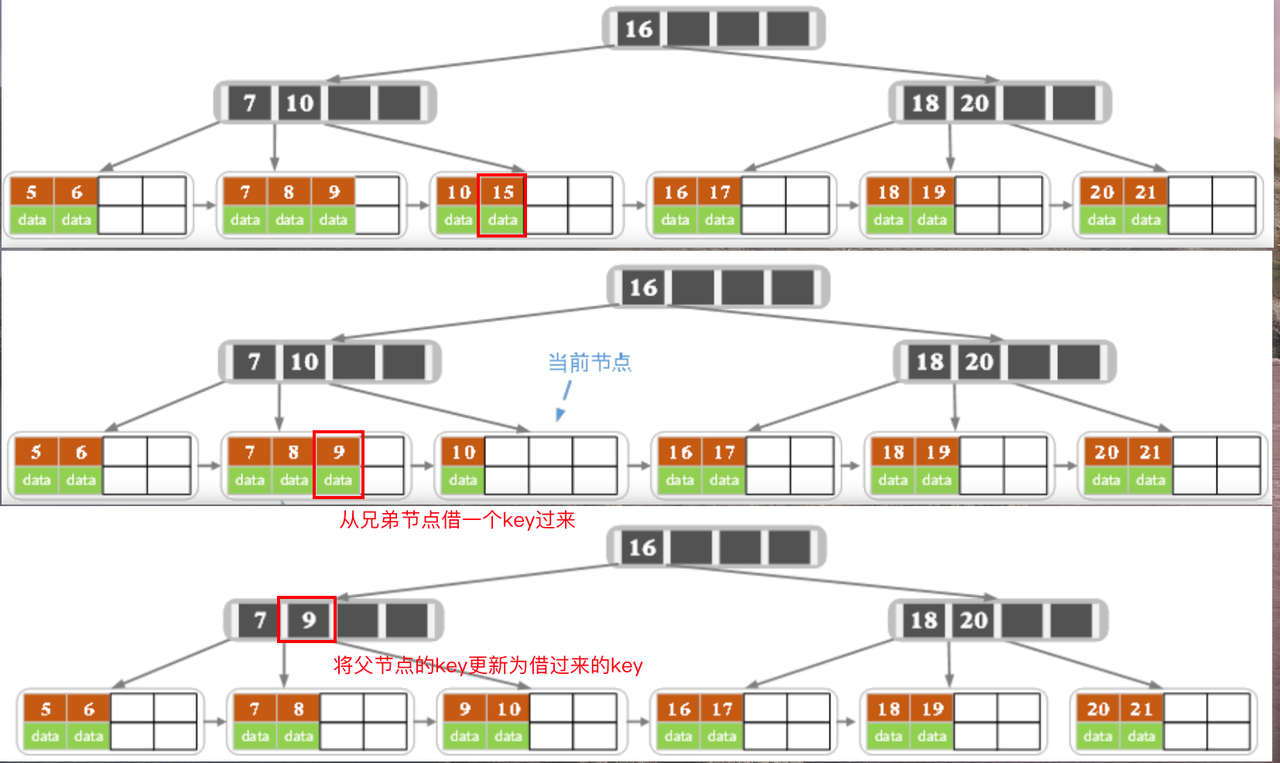 16
7 10
18 20
5 6
7 8 9
10 15
16 17
18 19
20 21
data data
data data data
data data
data data
data data
data data
16
7 10
当前节点
18 20
5 6
7 8 9
10
16 17
18 19
20 21
data data
data data data
data
data data
data data
data data
从兄弟节点借一个key过来
16
7 9
18 20
将父节点的key更新为借过来的key
5 6
7 8
9 10
16 17
18 19
20 21
data data
data data
data data
data data
data data
data data